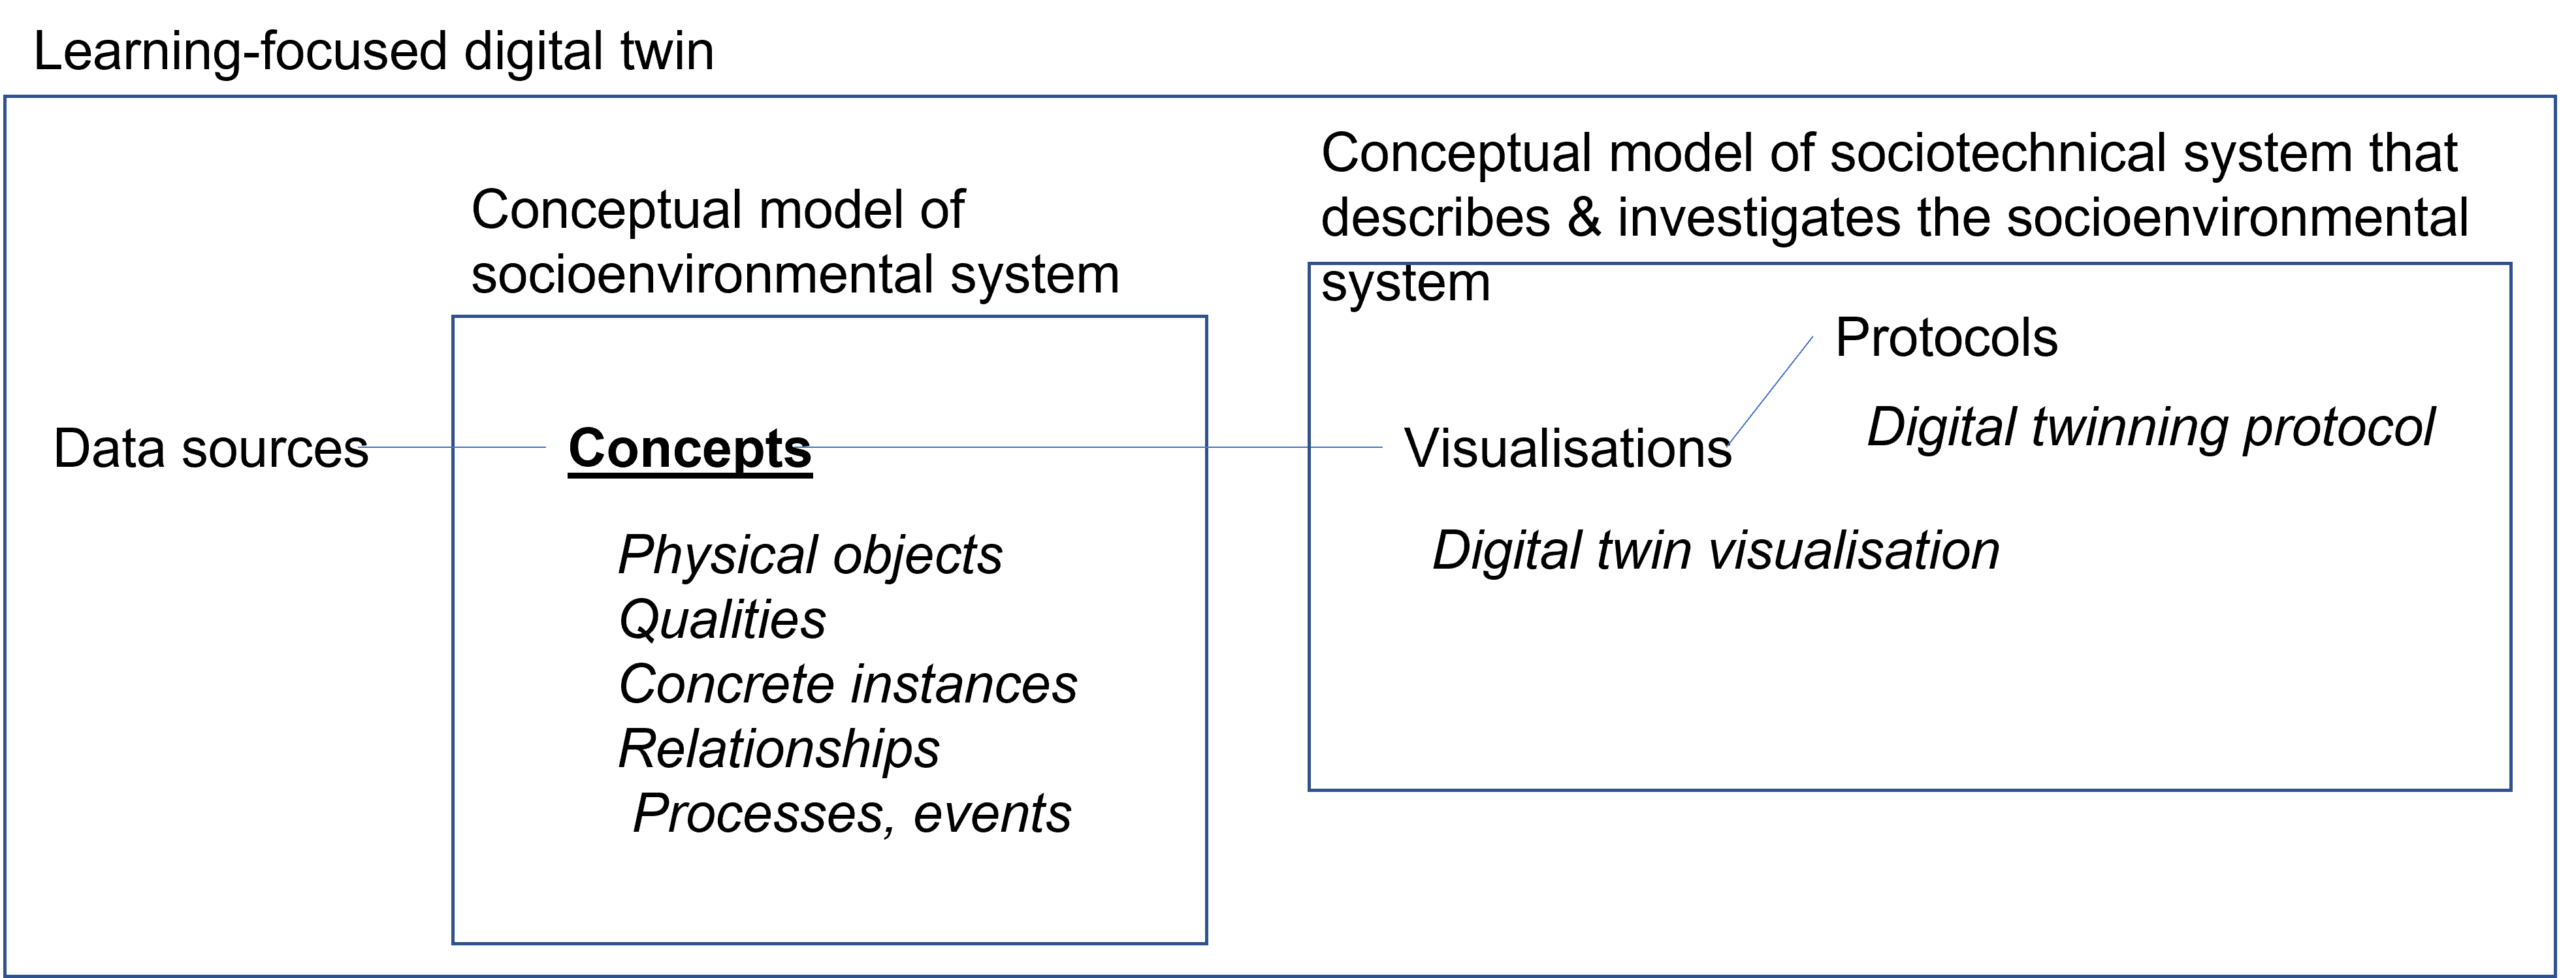 Learning-focused digital twin
Conceptual model of
socioenvironmental system
Conceptual model of sociotechnical system that
describes & investigates the socioenvironmental
system
Data sources
Concepts
Physical objects
Qualities
Concrete instances
Relationships
Processes, events
Visualisations
Digital twin visualisation
Protocols
Digital twinning protocol